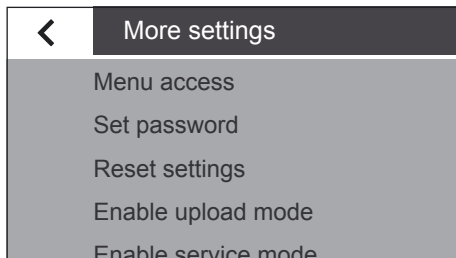 More settings
Menu access
Set password
Reset settings
Enable upload mode
Enable service mode